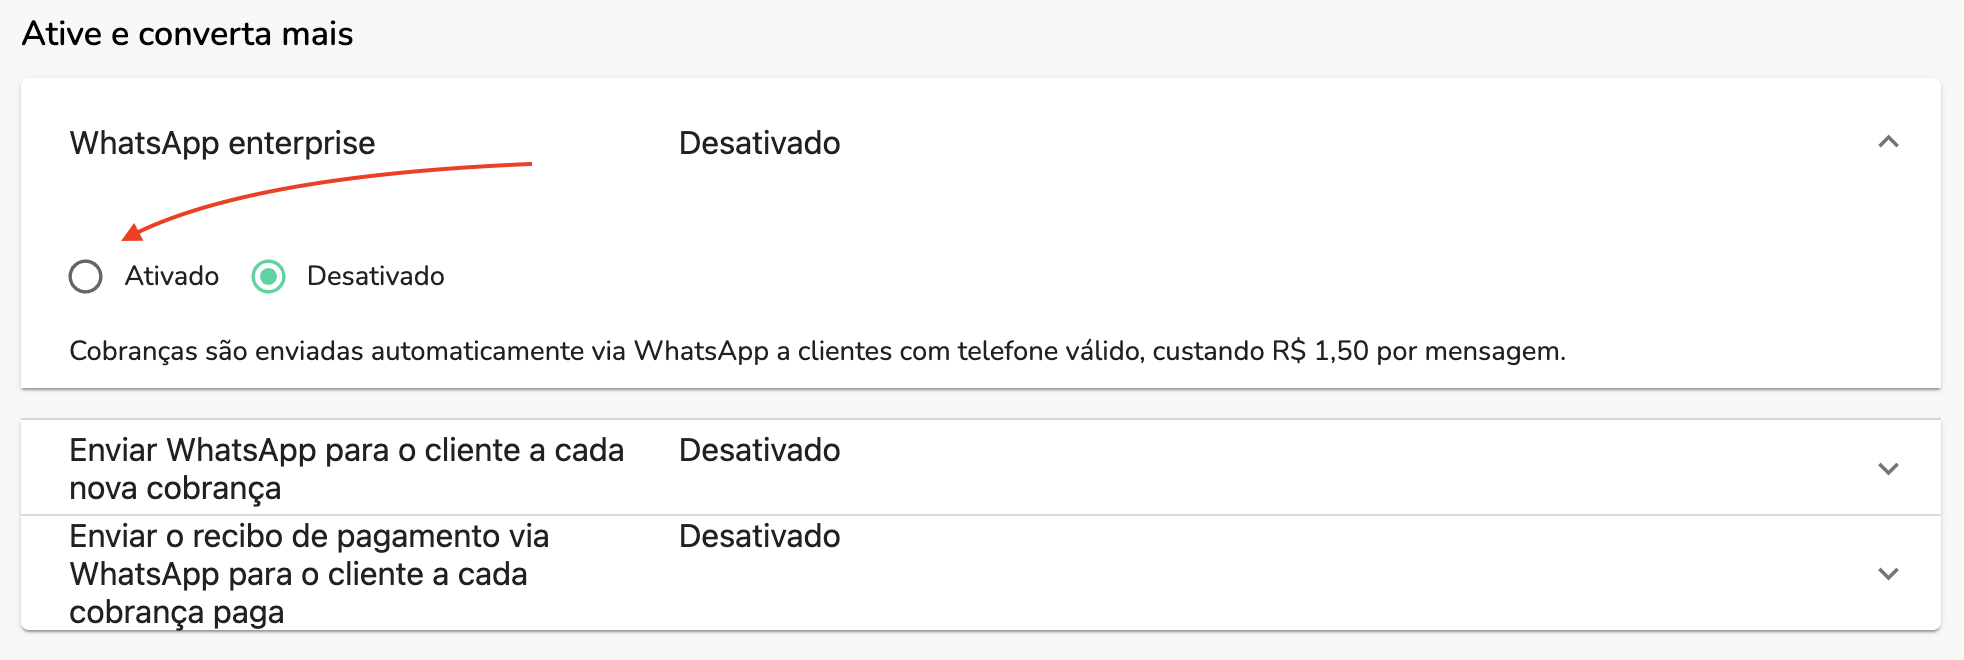 Ative e converta mais
WhatsApp enterprise
Desativado
Ativado
Desativado
Cobranças são enviadas automaticamente via WhatsApp a clientes com telefone válido, custando R$ 1,50 por mensagem.
Enviar WhatsApp para o cliente a cada
nova cobrança
Desativado
Enviar o recibo de pagamento via
WhatsApp para o cliente a cada
cobrança paga
Desativado